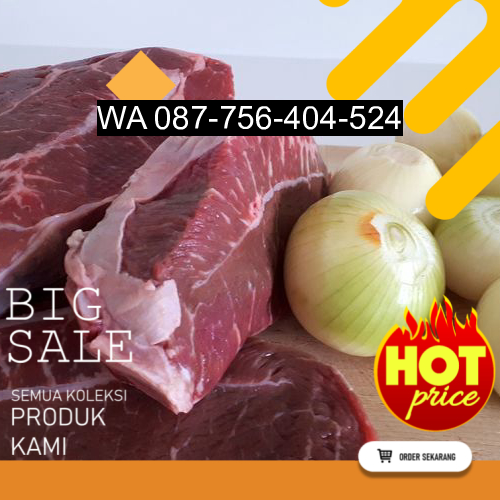 WA 087-756-404-524
BIG
SALE
SEMUA KOLEKSI
PRODUK
KAMI
HOT
price
ORDER SEKARANG